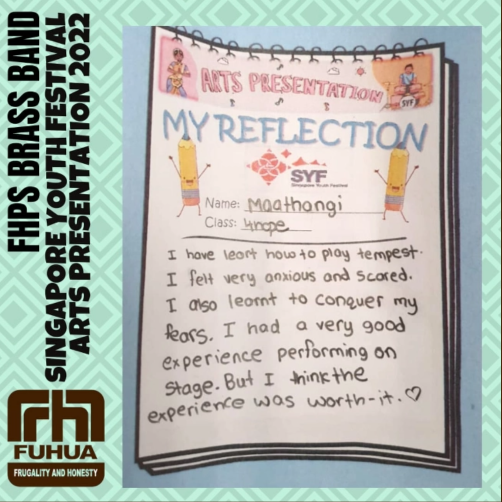 FHPS BRASS BAND
SINGAPORE YOUTH FESTIVAL
ARTS PRESENTATION 2022
fh
FUHUA
FRUGALITY AND HONESTY
ARTS PRESENTATION
SYF
MY REFLECTION
SYF
Singapore Youth Festival
Name: Maathangi
Class: 4hope
I have leart how to play tempest.
I felt very anxious and scared.
I also learnt to conquer my
fears. I had a very good
experience performing on
stage. But I think the
experience was worth-it.♡